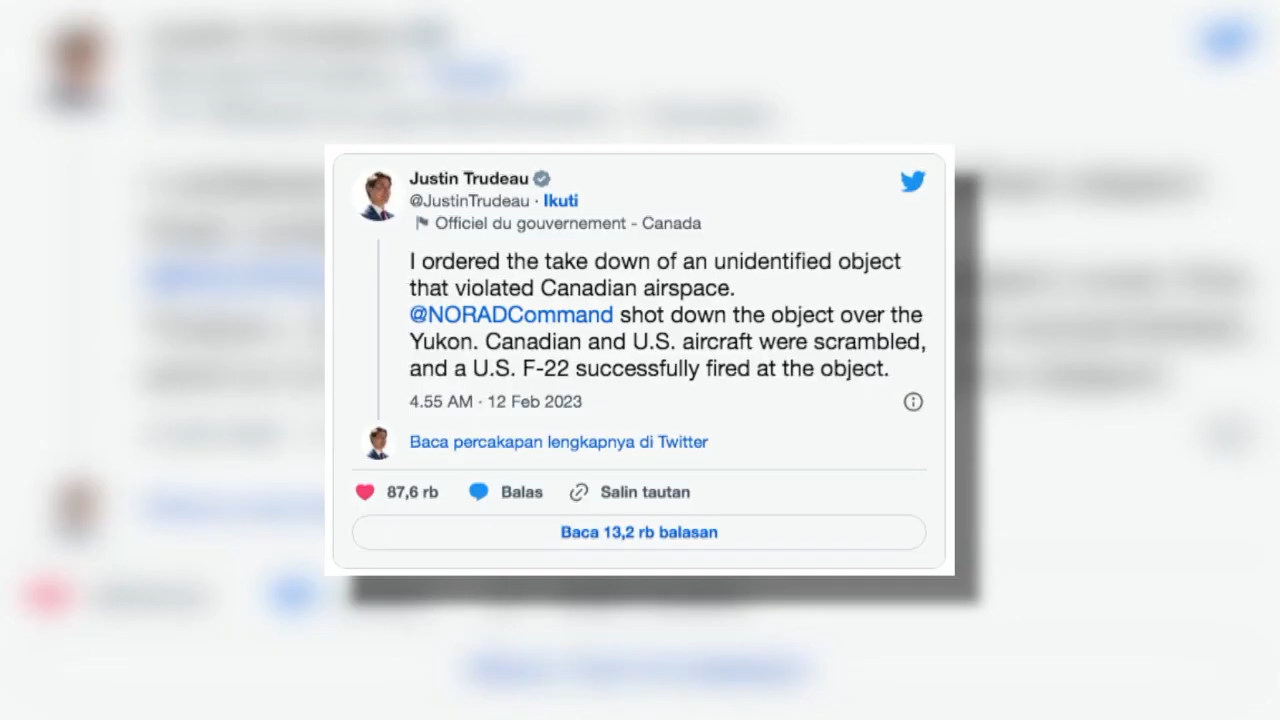 Justin Trudeau
@JustinTrudeau · Ikuti
Officiel du gouvernement - Canada
I ordered the take down of an unidentified object
that violated Canadian airspace.
@NORADCommand shot down the object over the
Yukon. Canadian and U.S. aircraft were scrambled,
and a U.S. F-22 successfully fired at the object.
4.55 AM · 12 Feb 2023
Baca percakapan lengkapnya di Twitter
87,6 rb Balas Salin tautan
Baca 13,2 rb balasan